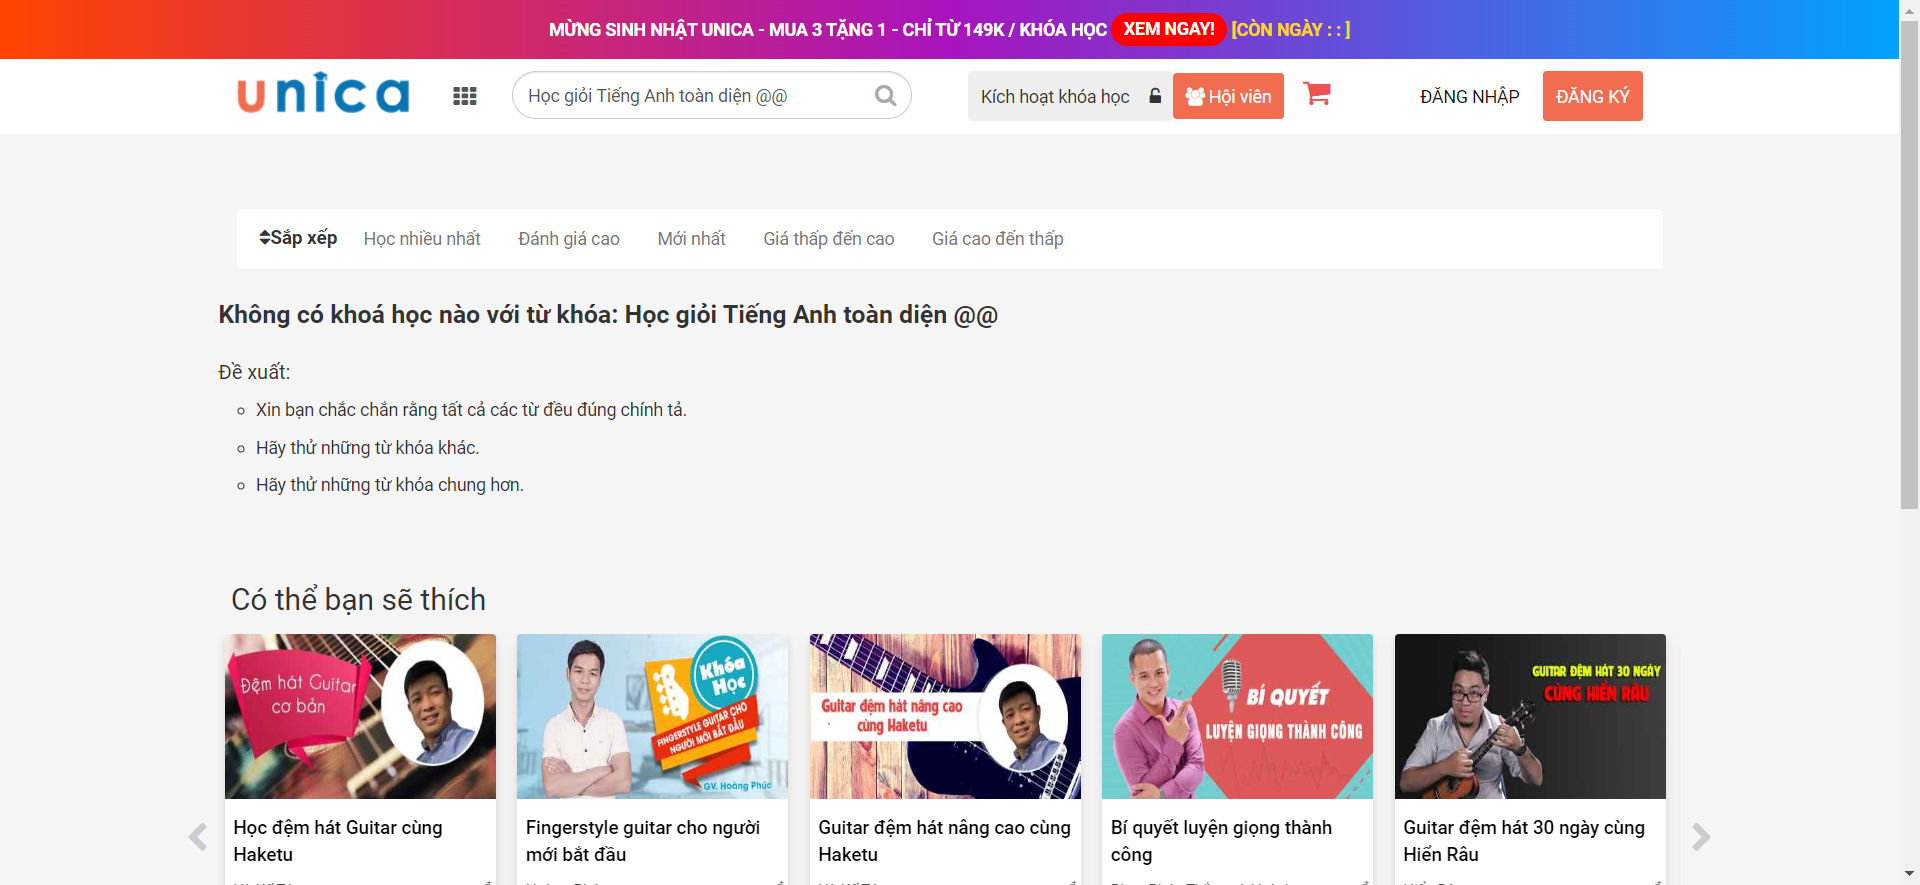 MỪNG SINH NHẬT UNICA - MUA 3 TẶNG 1 - CHỈ TỪ 149K / KHÓA HỌC XEM NGAY! [CÒN NGÀY : : ]
unica
Học giỏi Tiếng Anh toàn diện @@
Kích hoạt khóa học
Hội viên
ĐĂNG NHẬP
ĐĂNG KÝ
Sắp xếp
Học nhiều nhất
Đánh giá cao
Mới nhất
Giá thấp đến cao
Giá cao đến thấp
Không có khoá học nào với từ khóa: Học giỏi Tiếng Anh toàn diện @@
Đề xuất:
Xin bạn chắc chắn rằng tất cả các từ đều đúng chính tả.
Hãy thử những từ khóa khác.
Hãy thử những từ khóa chung hơn.
Có thể bạn sẽ thích
Đệm hát Guitar
cơ bản
Khóa
Học
FINGERSTYLE GUITAR CHO
NGƯỜI MỚI BẮT ĐẦU
GV. Hoàng Phúc
Guitar đệm hát nâng cao
cùng Haketu
BÍ QUYẾT
LUYỆN GIỌNG THÀNH CÔNG
GUITAR ĐỆM HÁT 30 NGÀY
CÙNG HIỂN RÂU
Học đệm hát Guitar cùng
Haketu
Fingerstyle guitar cho người
mới bắt đầu
Guitar đệm hát nâng cao cùng
Haketu
Bí quyết luyện giọng thành
công
Guitar đệm hát 30 ngày cùng
Hiển Râu